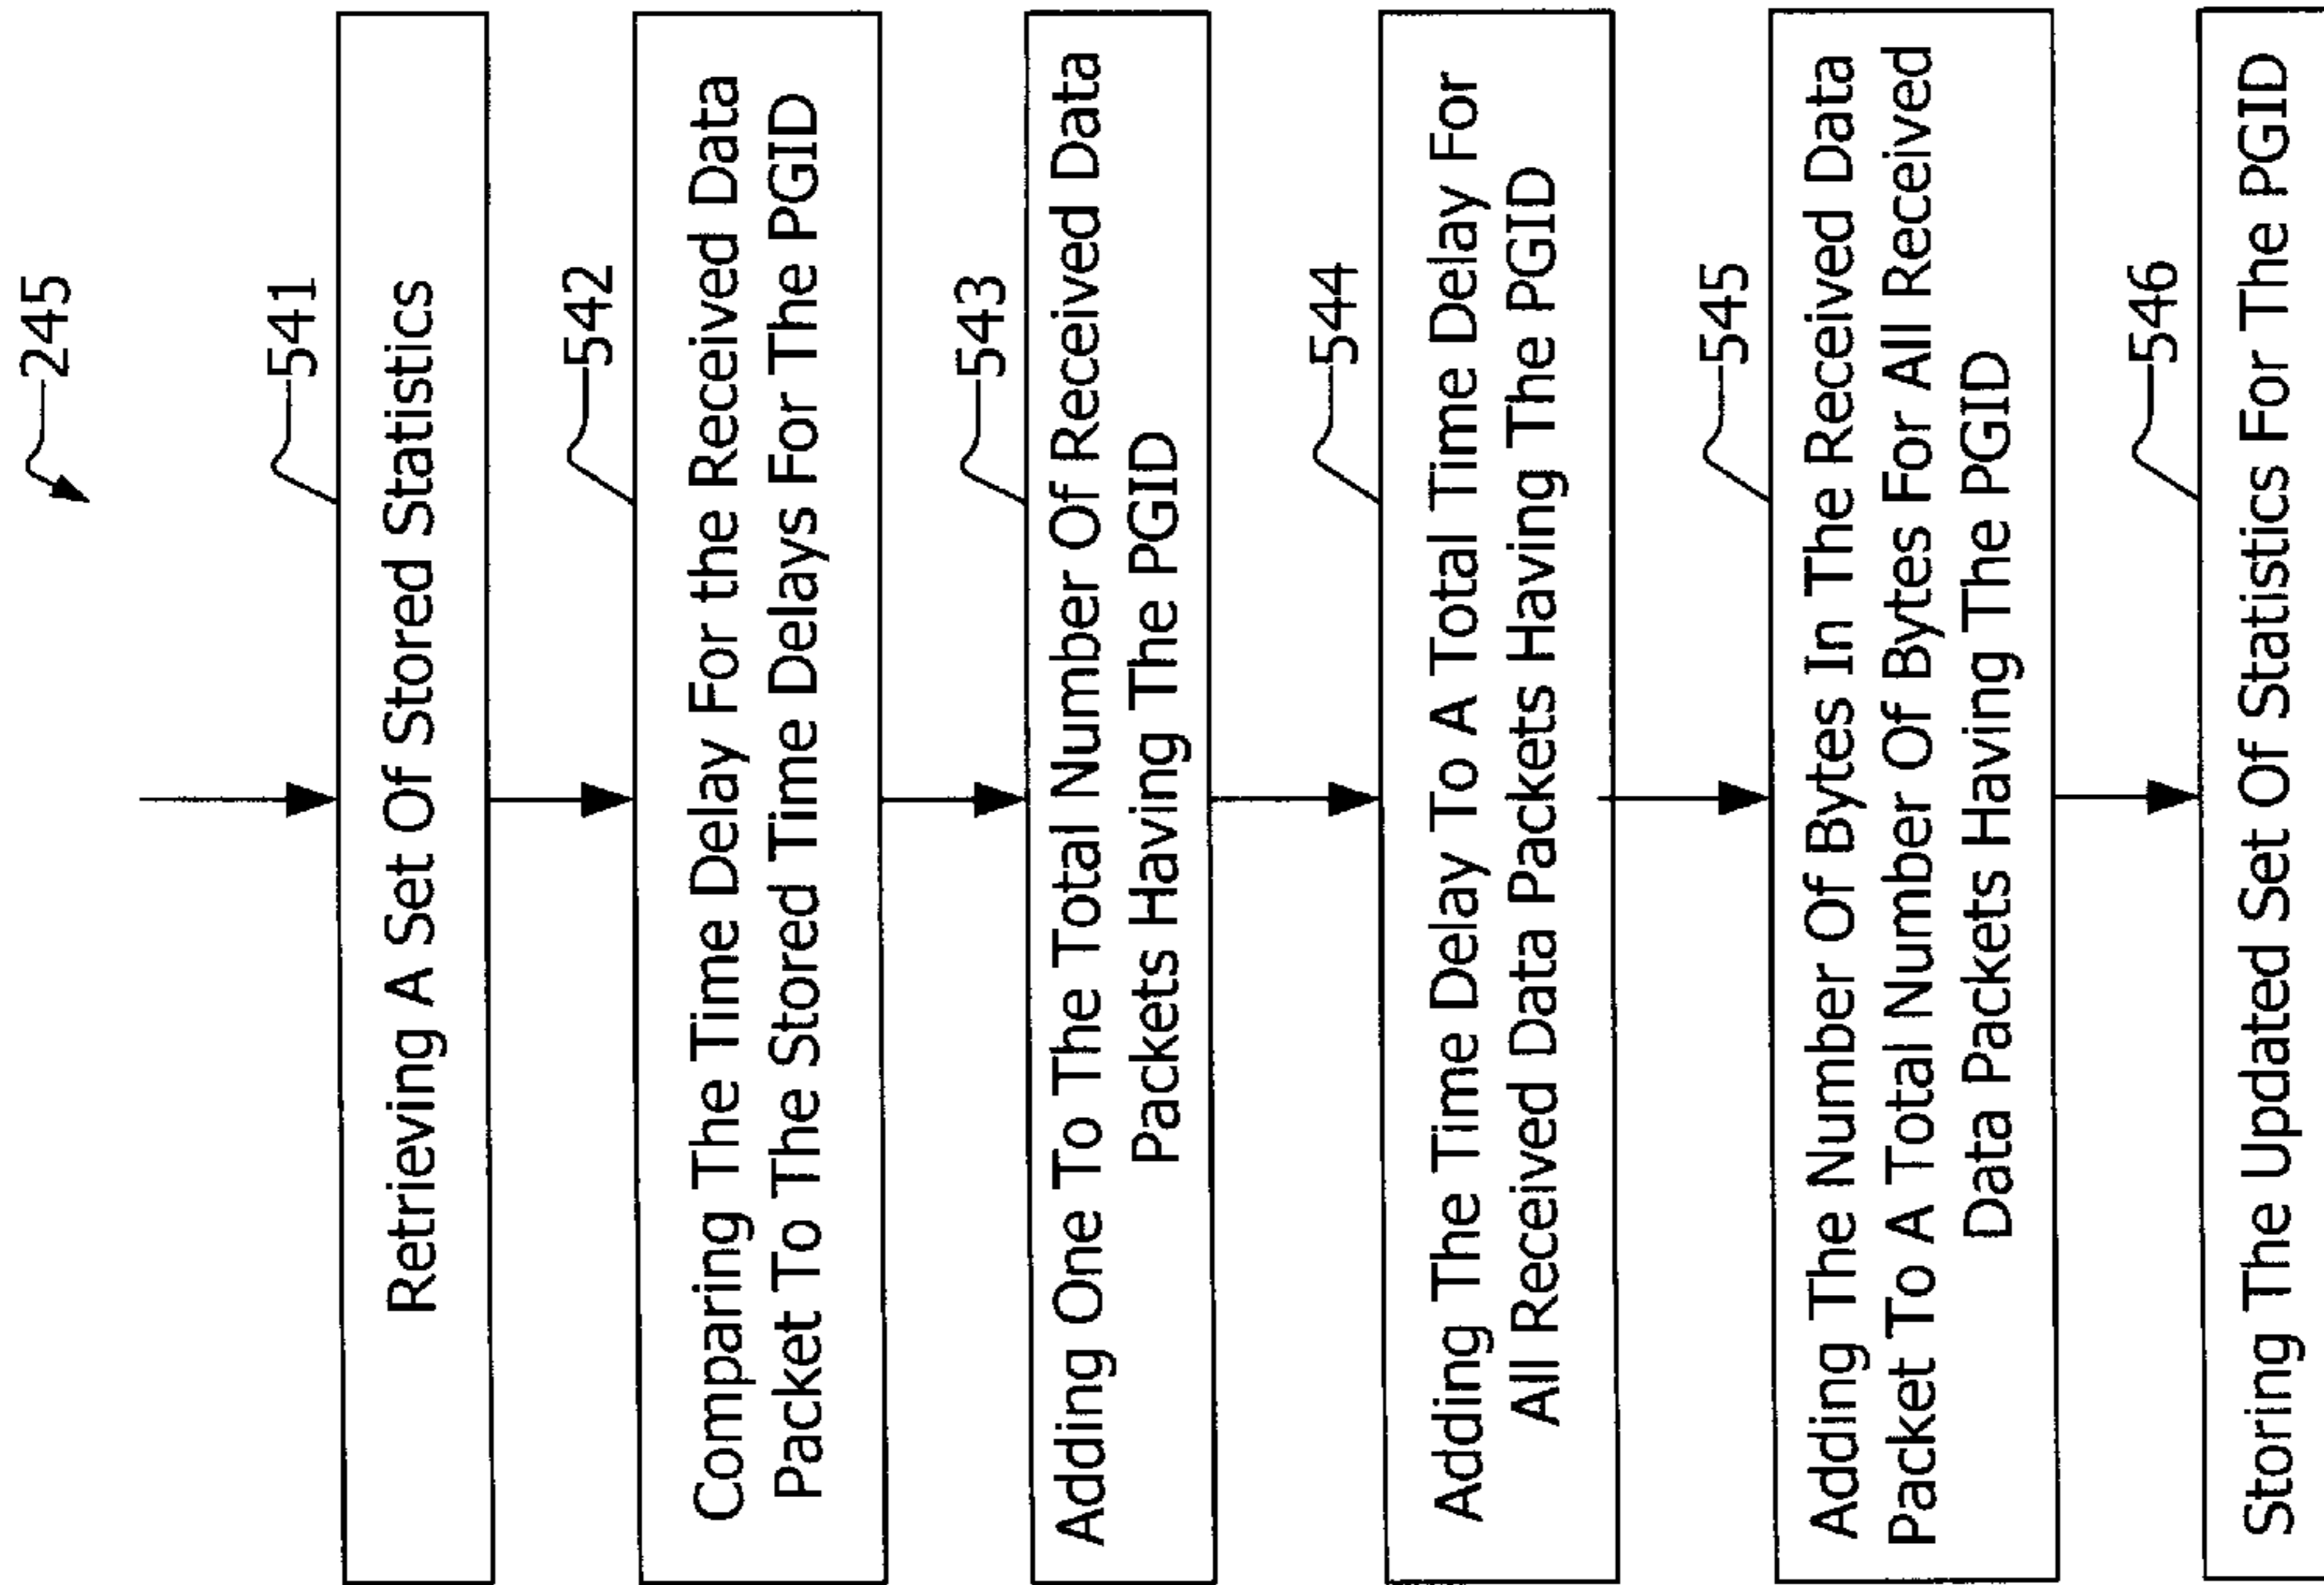 245
541
Retrieving A Set Of Stored Statistics
542
Comparing The Time Delay For the Received Data
Packet To The Stored Time Delays For The PGID
543
Adding One To The Total Number Of Received Data
Packets Having The PGID
544
Adding The Time Delay To A Total Time Delay For
All Received Data Packets Having The PGID
545
Adding The Number Of Bytes In The Received Data
Packet To A Total Number Of Bytes For All Received
Data Packets Having The PGID
546
Storing The Updated Set Of Statistics For The PGID